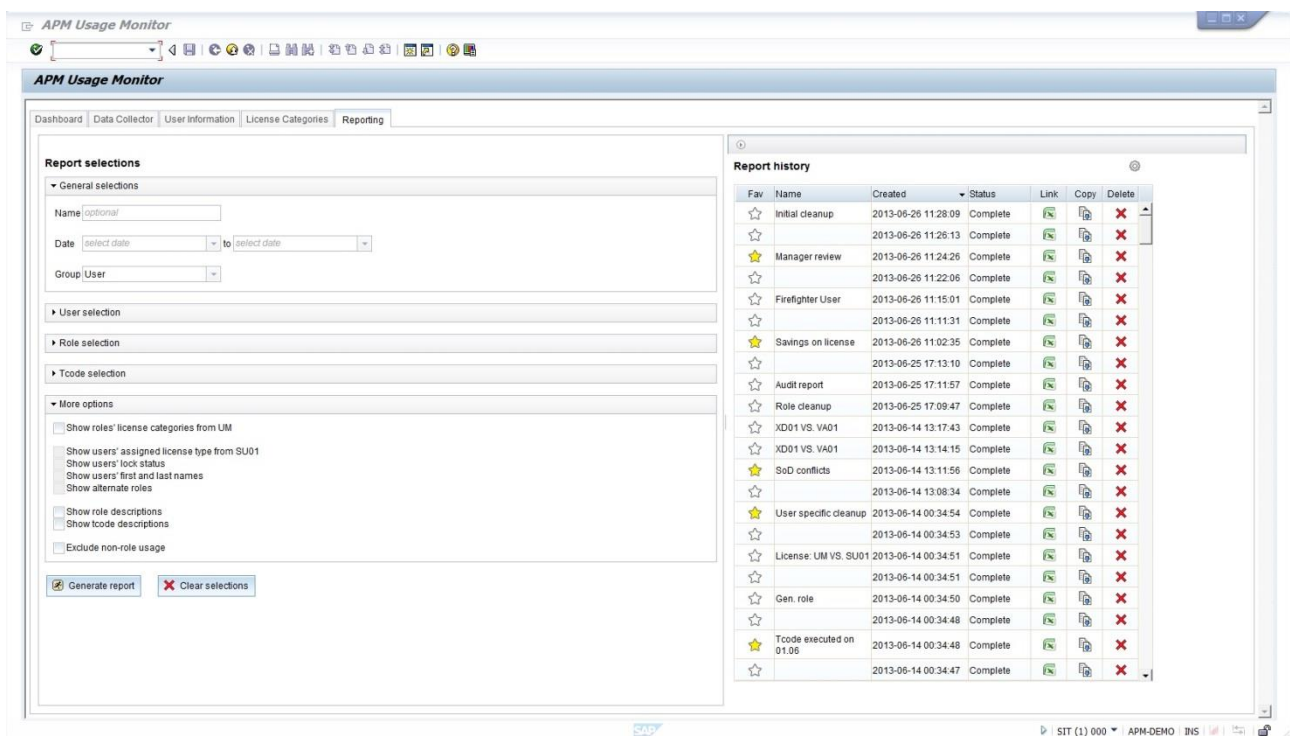 APM Usage Monitor
APM Usage Monitor
Dashboard Data Collector User Information License Categories Reporting
Report selections
General selections
Name optional
Date select date to select date
Group User
User selection
Role selection
Tcode selection
More options
Show roles' license categories from UM
Show users' assigned license type from SU01
Show users' lock status
Show users' first and last names
Show alternate roles
Show role descriptions
Show tcode descriptions
Exclude non-role usage
Generate report Clear selections
Report history
Fav Name Created Status Link Copy Delete
Initial cleanup 2013-06-26 11:28:09 Complete
2013-06-26 11:26:13 Complete
Manager review 2013-06-26 11:24:26 Complete
2013-06-26 11:22:06 Complete
Firefighter User 2013-06-26 11:15:01 Complete
2013-06-26 11:11:31 Complete
Savings on license 2013-06-26 11:02:35 Complete
2013-06-25 17:13:10 Complete
Audit report 2013-06-25 17:11:57 Complete
Role cleanup 2013-06-25 17:09:47 Complete
XD01 VS. VA01 2013-06-14 13:17:43 Complete
XD01 VS. VA01 2013-06-14 13:14:15 Complete
SoD conflicts 2013-06-14 13:11:56 Complete
2013-06-14 13:08:34 Complete
User specific cleanup 2013-06-14 00:34:54 Complete
2013-06-14 00:34:53 Complete
License: UM VS. SU01 2013-06-14 00:34:51 Complete
2013-06-14 00:34:51 Complete
Gen. role 2013-06-14 00:34:50 Complete
2013-06-14 00:34:48 Complete
Tcode executed on 01.06 2013-06-14 00:34:48 Complete
2013-06-14 00:34:47 Complete
SAP
SIT (1) 000 APM-DEMO INS